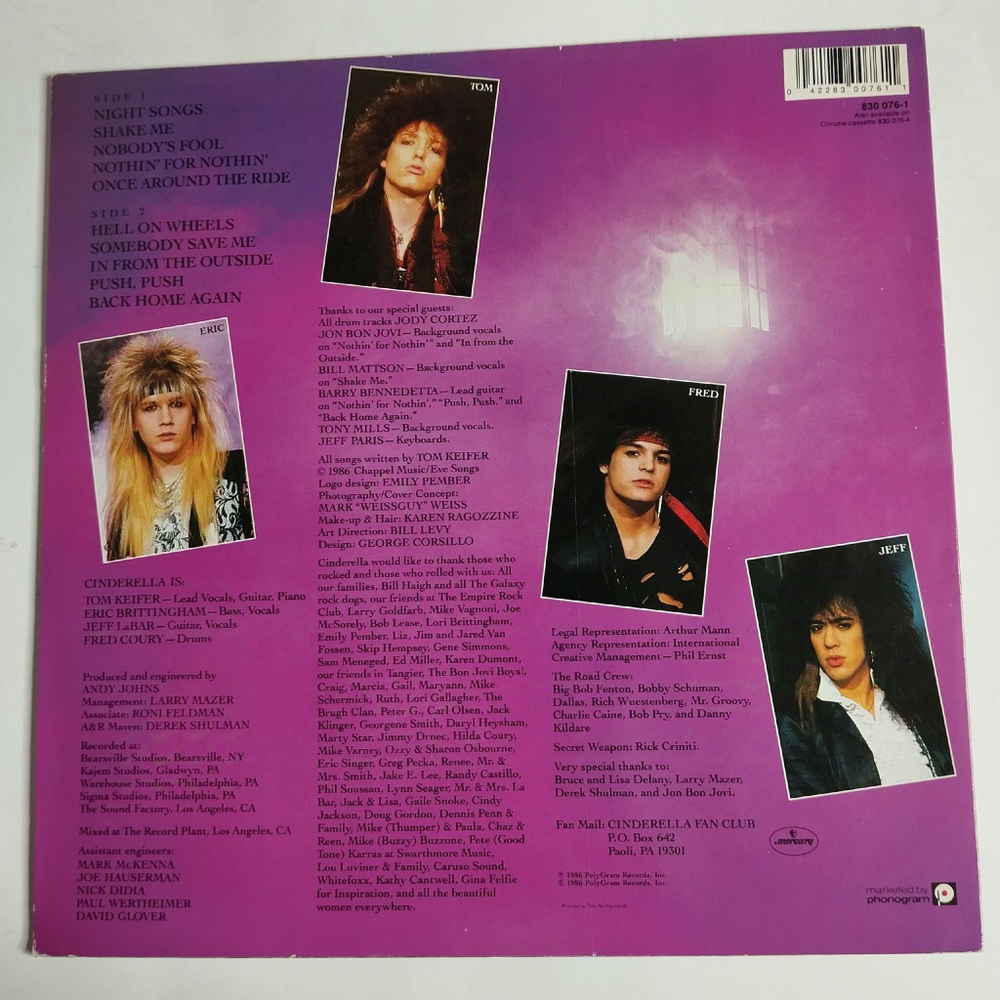 SIDE 1
NIGHT SONGS
SHAKE ME
NOBODY'S FOOL
NOTHIN' FOR NOTHIN'
ONCE AROUND THE RIDE
SIDE 2
HELL ON WHEELS
SOMEBODY SAVE ME
IN FROM THE OUTSIDE
PUSH, PUSH
BACK HOME AGAIN
ERIC
CINDERELLA IS:
TOM KEIFER — Lead Vocals, Guitar, Piano
ERIC BRITTINGHAM — Bass, Vocals
JEFF LaBAR — Guitar, Vocals
FRED COURY — Drums
Produced and engineered by
ANDY JOHNS
Management: LARRY MAZER
Associate: RONI FELDMAN
A&R Maven: DEREK SHULMAN
Recorded at:
Bearsville Studios, Bearsville, NY
Kajem Studios, Gladwyn, PA
Warehouse Studios, Philadelphia, PA
Sigma Studios, Philadelphia, PA
The Sound Factory, Los Angeles, CA
Mixed at The Record Plant, Los Angeles, CA
Assistant engineers:
MARK McKENNA
JOE HAUSERMAN
NICK DIDIA
PAUL WERTHEIMER
DAVID GLOVER
TOM
Thanks to our special guests:
All drum tracks JODY CORTEZ
JON BON JOVI — Background vocals
on "Nothin' for Nothin'" and "In from the
Outside."
BILL MATTSON — Background vocals
on "Shake Me."
BARRY BENNEDETTA — Lead guitar
on "Nothin' for Nothin'," "Push, Push," and
"Back Home Again."
TONY MILLS — Background vocals.
JEFF PARIS — Keyboards.
All songs written by TOM KEIFER
© 1986 Chappel Music/Eve Songs
Logo design: EMILY PEMBER
Photography/Cover Concept:
MARK "WEISSGUY" WEISS
Make-up & Hair: KAREN RAGOZZINE
Art Direction: BILL LEVY
Design: GEORGE CORSILLO
Cinderella would like to thank those who
rocked and those who rolled with us: All
our families, Bill Haigh and all The Galaxy
rock dogs, our friends at The Empire Rock
Club, Larry Goldfarb, Mike Vagnoni, Joe
McSorely, Bob Lease, Lori Brittingham,
Emily Pember, Liz, Jim and Jared Van
Fossen, Skip Hempsey, Gene Simmons,
Sam Meneged, Ed Miller, Karen Dumont,
our friends in Tangier, The Bon Jovi Boys!,
Craig, Marcia, Gail, Maryann, Mike
Schermick, Ruth, Lori Gallagher, The
Brugh Clan, Peter G., Carl Olsen, Jack
Klinger, Georgene Smith, Daryl Heysham,
Marty Star, Jimmy Drnec, Hilda Coury,
Mike Varney, Ozzy & Sharon Osbourne,
Eric Singer, Greg Pecka, Renee, Mr. &
Mrs. Smith, Jake E. Lee, Randy Castillo,
Phil Soussan, Lynn Seager, Mr. & Mrs. La
Bar, Jack & Lisa, Gaile Snoke, Cindy
Jackson, Doug Gordon, Dennis Penn &
Family, Mike (Thumper) & Paula, Chaz &
Reen, Mike (Buzzy) Buzzone, Pete (Good
Tone) Karras at Swarthmore Music,
Lou Luviner & Family, Caruso Sound,
Whitefoxx, Kathy Cantwell, Gina Felfie
for Inspiration, and all the beautiful
women everywhere.
0 42283 00761 1
830 076-1
Also available on
Chrome cassette 830 076-4
FRED
JEFF
Legal Representation: Arthur Mann
Agency Representation: International
Creative Management — Phil Ernst
The Road Crew:
Big Bob Fenton, Bobby Schuman,
Dallas, Rich Wuestenberg, Mr. Groovy,
Charlie Caine, Bob Pry, and Danny
Kildare
Secret Weapon: Rick Criniti.
Very special thanks to:
Bruce and Lisa Delany, Larry Mazer,
Derek Shulman, and Jon Bon Jovi.
Fan Mail: CINDERELLA FAN CLUB
P.O. Box 642
Paoli, PA 19301
℗ 1986 PolyGram Records, Inc.
© 1986 PolyGram Records, Inc.
Printed in The Netherlands
mercury
marketed by
phonogram